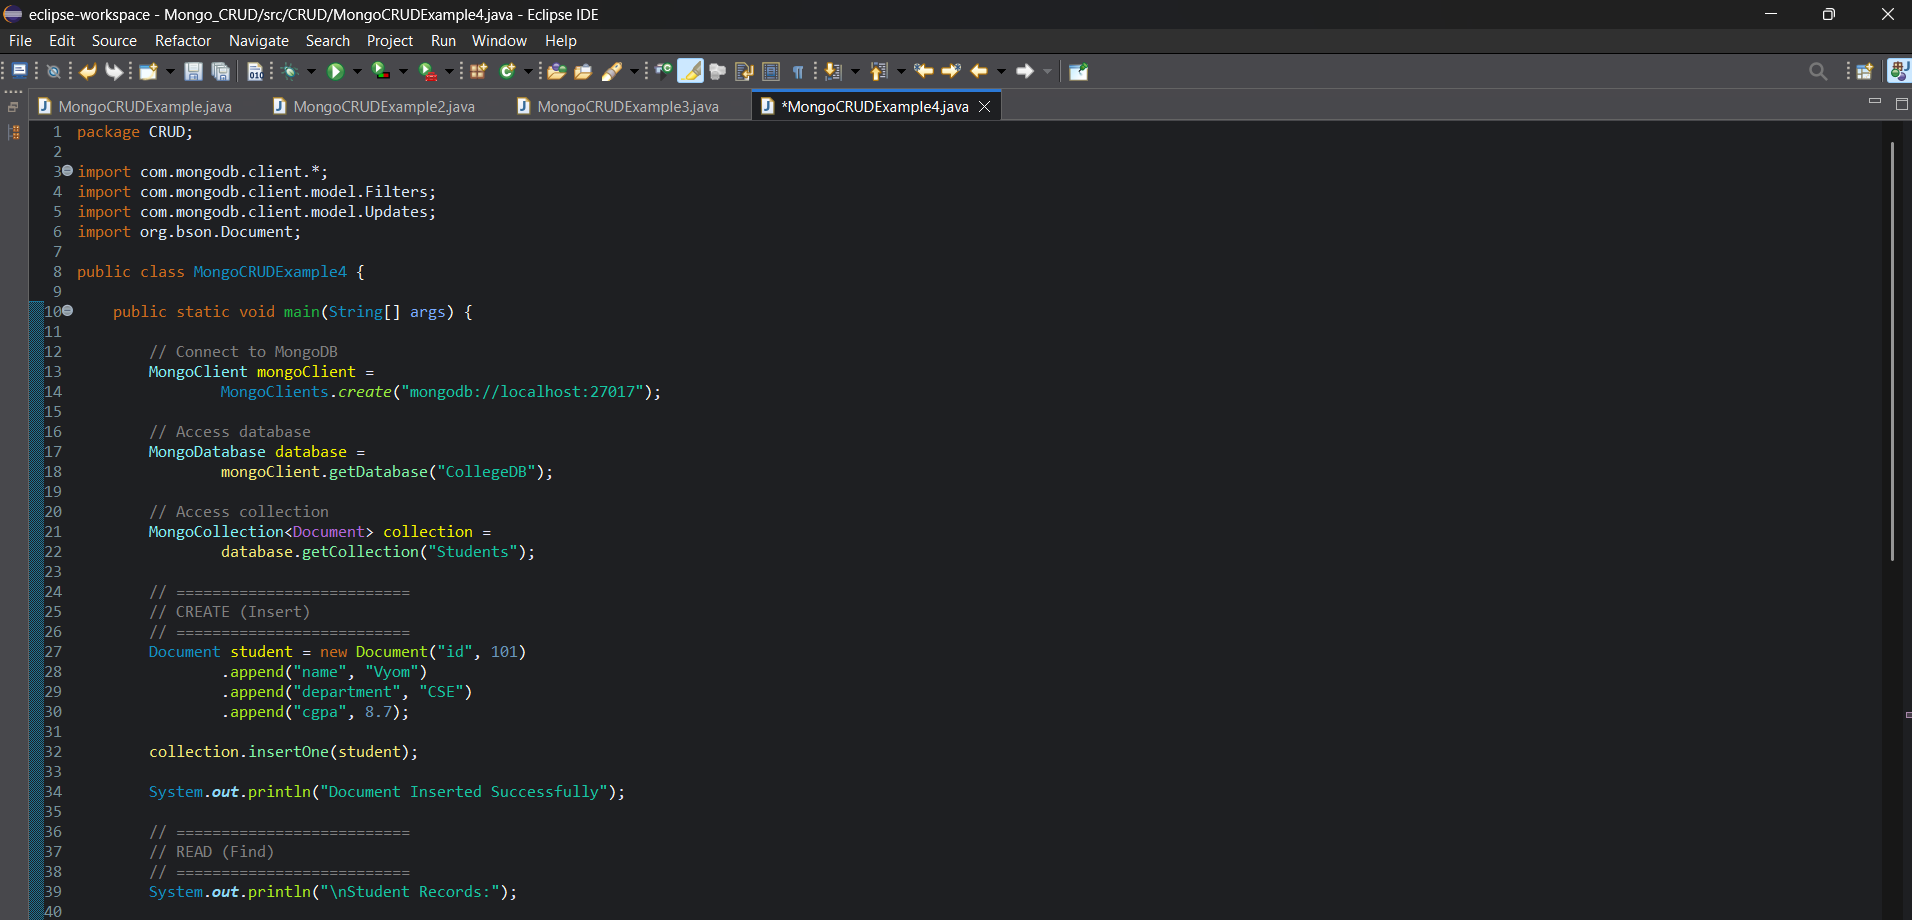 eclipse-workspace - Mongo_CRUD/src/CRUD/MongoCRUDExample4.java - Eclipse IDE
File Edit Source Refactor Navigate Search Project Run Window Help
MongoCRUDExample.java MongoCRUDExample2.java MongoCRUDExample3.java *MongoCRUDExample4.java
1 package CRUD;
2
3 import com.mongodb.client.*;
4 import com.mongodb.client.model.Filters;
5 import com.mongodb.client.model.Updates;
6 import org.bson.Document;
7
8 public class MongoCRUDExample4 {
9
10 public static void main(String[] args) {
11
12 // Connect to MongoDB
13 MongoClient mongoClient =
14 MongoClients.create("mongodb://localhost:27017");
15
16 // Access database
17 MongoDatabase database =
18 mongoClient.getDatabase("CollegeDB");
19
20 // Access collection
21 MongoCollection<Document> collection =
22 database.getCollection("Students");
23
24 // ==========================
25 // CREATE (Insert)
26 // ==========================
27 Document student = new Document("id", 101)
28 .append("name", "Vyom")
29 .append("department", "CSE")
30 .append("cgpa", 8.7);
31
32 collection.insertOne(student);
33
34 System.out.println("Document Inserted Successfully");
35
36 // ==========================
37 // READ (Find)
38 // ==========================
39 System.out.println("\nStudent Records:");
40